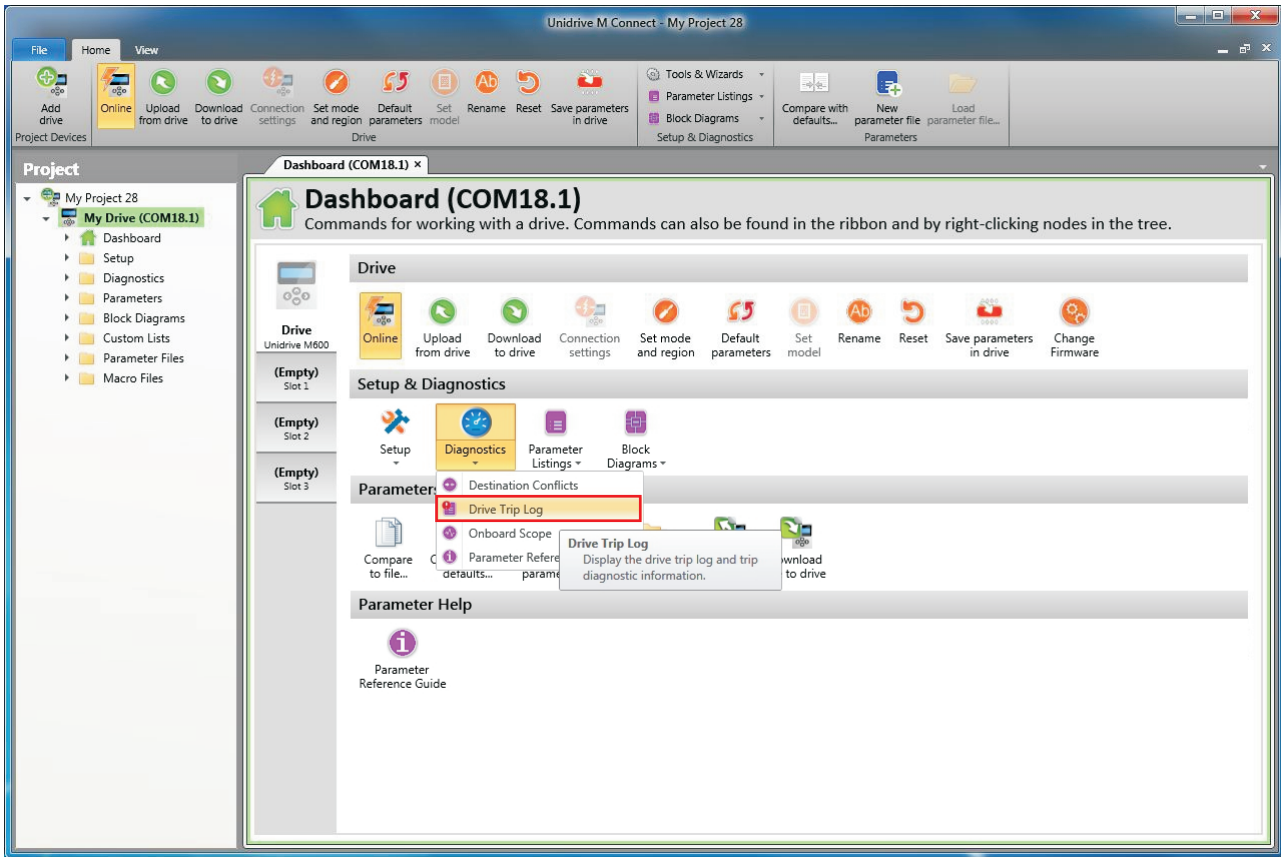 Unidrive M Connect - My Project 28
File Home View
Add drive
Online
Upload from drive
Download to drive
Connection settings
Set mode and region
Default parameters
Set model
Rename
Reset
Save parameters in drive
Tools & Wizards
Parameter Listings
Block Diagrams
Compare with defaults...
New parameter file
Load parameter file...
Project Devices
Drive
Setup & Diagnostics
Parameters
Project
My Project 28
My Drive (COM18.1)
Dashboard
Setup
Diagnostics
Parameters
Block Diagrams
Custom Lists
Parameter Files
Macro Files
Dashboard (COM18.1) ×
Dashboard (COM18.1)
Commands for working with a drive. Commands can also be found in the ribbon and by right-clicking nodes in the tree.
Drive
Unidrive M600
(Empty)
Slot 1
(Empty)
Slot 2
(Empty)
Slot 3
Drive
Online
Upload from drive
Download to drive
Connection settings
Set mode and region
Default parameters
Set model
Rename
Reset
Save parameters in drive
Change Firmware
Setup & Diagnostics
Setup
Diagnostics
Parameter Listings
Block Diagrams
Destination Conflicts
Drive Trip Log
Onboard Scope
Drive Trip Log
Display the drive trip log and trip
diagnostic information.
Compare to file...
defaults...
to drive
Parameter Help
Parameter
Reference Guide